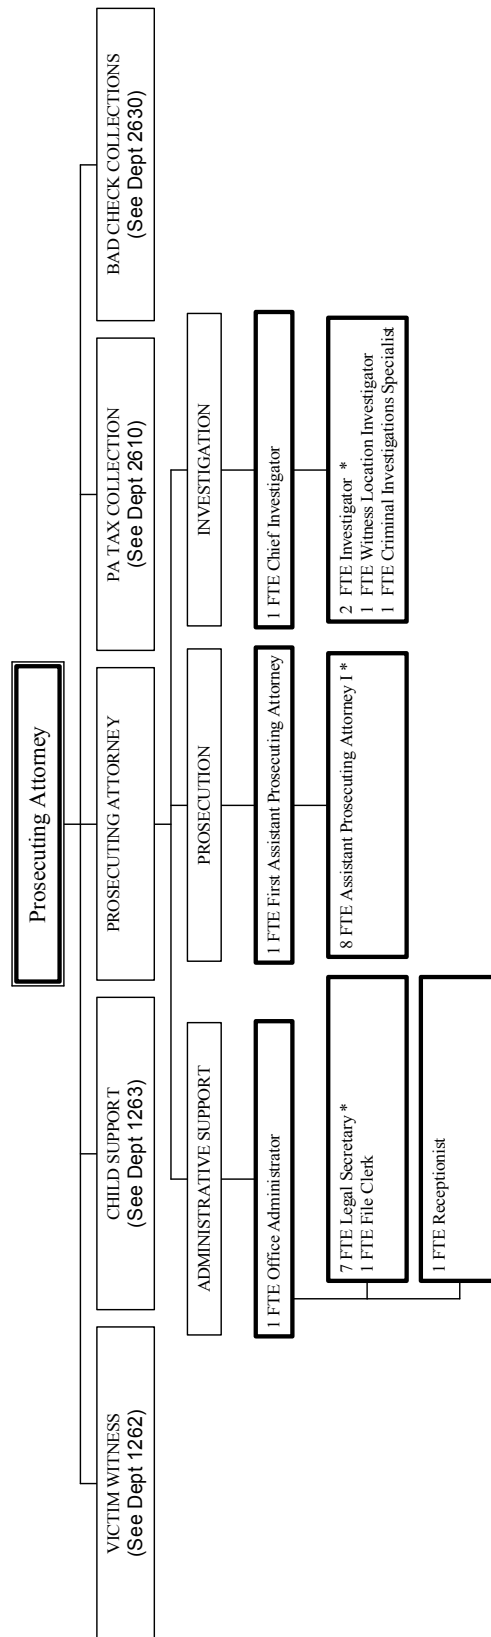 Prosecuting Attorney
VICTIM WITNESS
(See Dept 1262)
CHILD SUPPORT
(See Dept 1263)
PROSECUTING ATTORNEY
PA TAX COLLECTION
(See Dept 2610)
BAD CHECK COLLECTIONS
(See Dept 2630)
ADMINISTRATIVE SUPPORT
PROSECUTION
INVESTIGATION
1 FTE Office Administrator
1 FTE First Assistant Prosecuting Attorney
1 FTE Chief Investigator
7 FTE Legal Secretary *
1 FTE File Clerk
8 FTE Assistant Prosecuting Attorney I *
2 FTE Investigator *
1 FTE Witness Location Investigator
1 FTE Criminal Investigations Specialist
1 FTE Receptionist